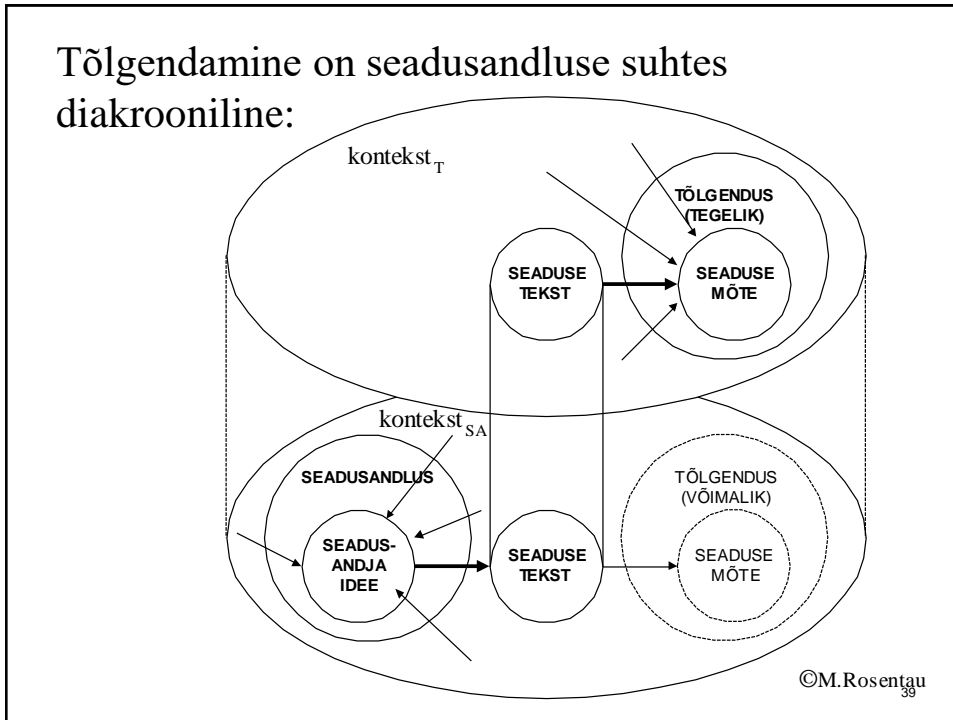 Tõlgendamine on seadusandluse suhtes
diakrooniline:
kontekst_T
TÕLGENDUS
(TEGELIK)
SEADUSE
TEKST
SEADUSE
MÕTE
kontekst_SA
SEADUSANDLUS
TÕLGENDUS
(VÕIMALIK)
SEADUS-
ANDJA
IDEE
SEADUSE
TEKST
SEADUSE
MÕTE
©M.Rosentau
39